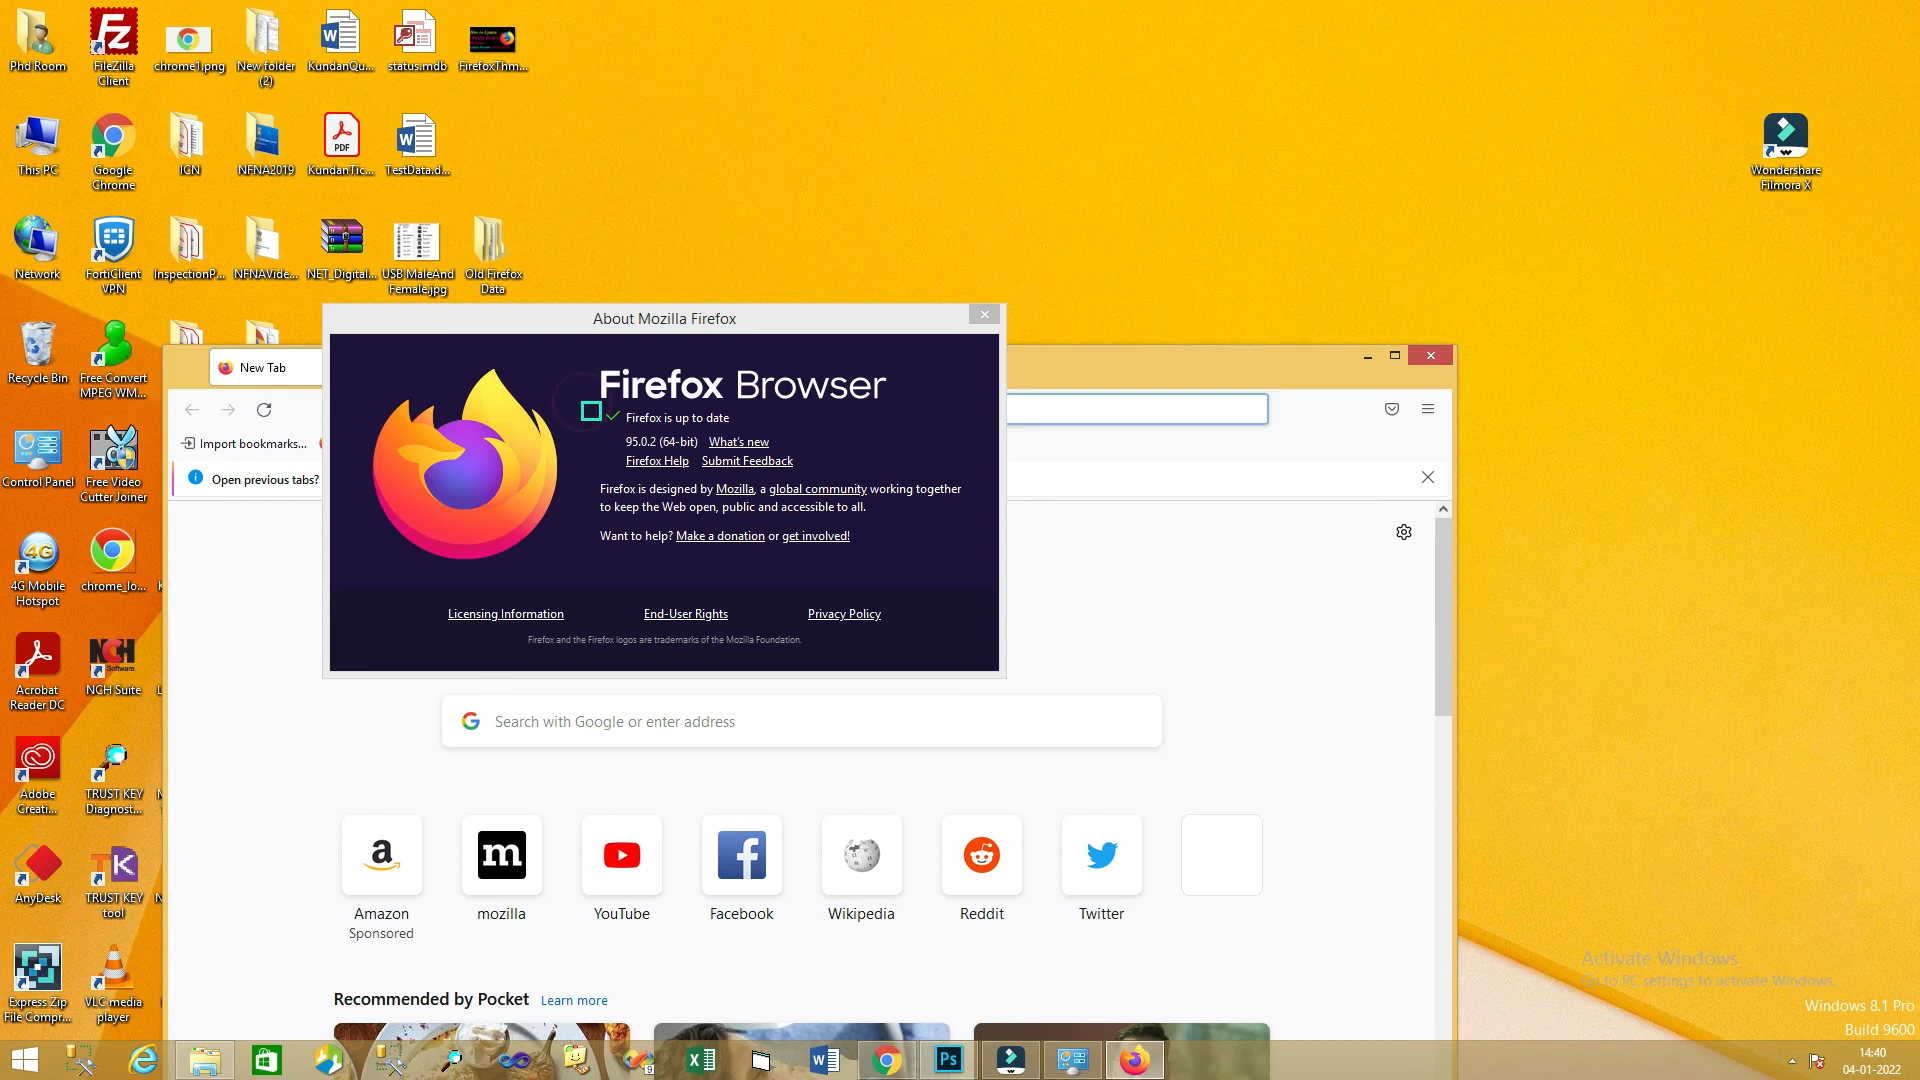 Phd Room
FileZilla
Client
chrome1.png
New folder
(2)
KundanQu...
status.mdb
FirefoxThm...
This PC
Google
Chrome
ICN
NFNA2019
PDF
KundanTic...
TestData.d...
Wondershare
Filmora X
Network
FortiClient
VPN
InspectionP...
NFNAVide...
NET_Digital...
USB MaleAnd
Female.jpg
Old Firefox
Data
Recycle Bin
Free Convert
MPEG WM...
Control Panel
Free Video
Cutter Joiner
4G
4G Mobile
Hotspot
chrome_lo...
Acrobat
Reader DC
NCH
Software
NCH Suite
Adobe
Creati...
TRUST KEY
Diagnost...
AnyDesk
TRUST KEY
tool
Express Zip
File Compr...
VLC media
player
About Mozilla Firefox
Firefox Browser
Firefox is up to date
95.0.2 (64-bit) What's new
Firefox Help Submit Feedback
Firefox is designed by Mozilla, a global community working together
to keep the Web open, public and accessible to all.
Want to help? Make a donation or get involved!
Licensing Information End-User Rights Privacy Policy
Firefox and the Firefox logos are trademarks of the Mozilla Foundation.
New Tab
Import bookmarks...
Open previous tabs?
Search with Google or enter address
Amazon
Sponsored
mozilla
YouTube
Facebook
Wikipedia
Reddit
Twitter
Recommended by Pocket Learn more
Activate Windows
Go to PC settings to activate Windows.
Windows 8.1 Pro
Build 9600
Ps
9
14:40
04-01-2022